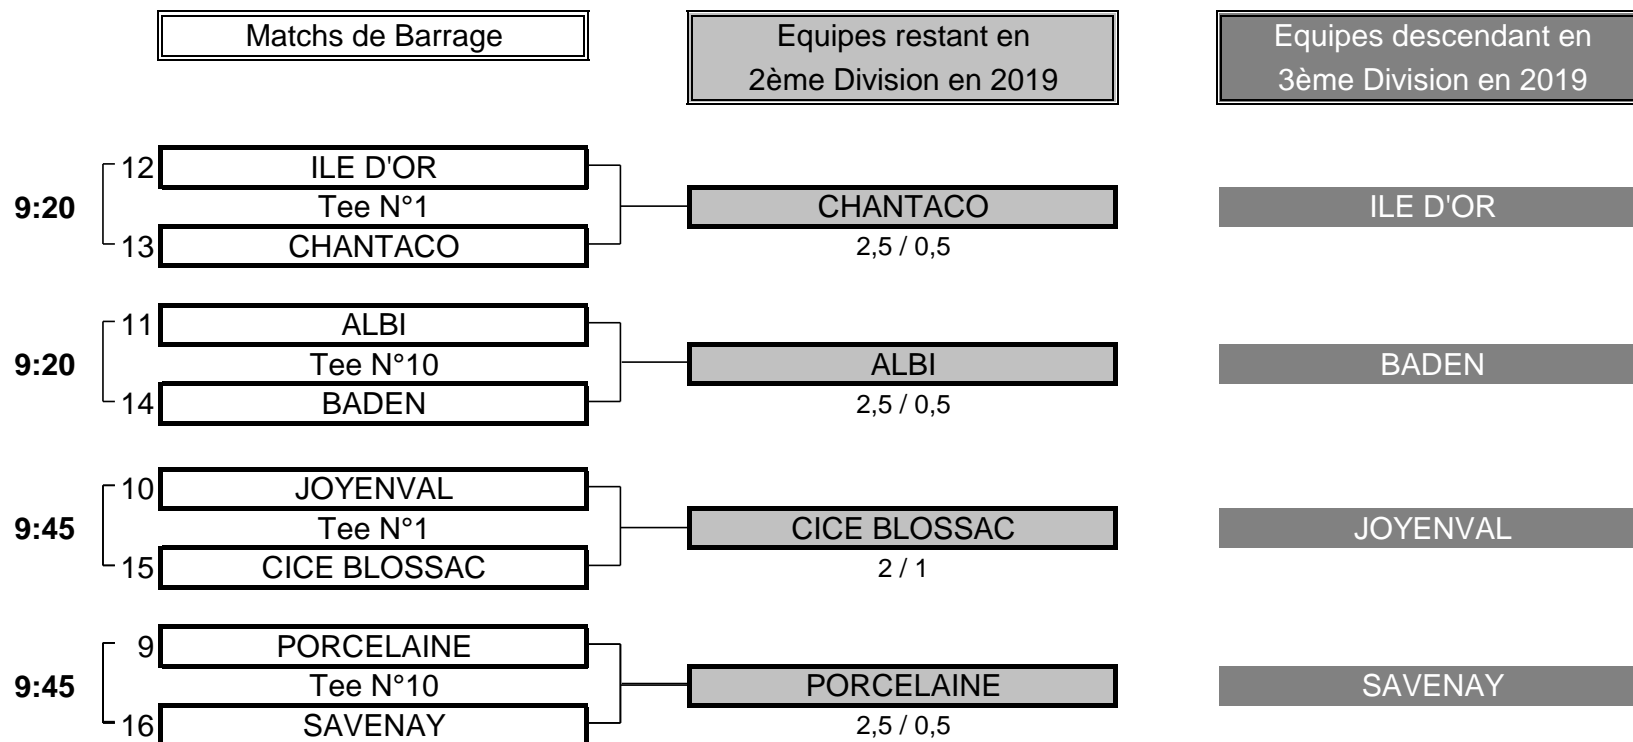 Matchs de Barrage
Equipes restant en
2ème Division en 2019
Equipes descendant en
3ème Division en 2019
12 ILE D'OR
9:20 Tee N°1 CHANTACO ILE D'OR
13 CHANTACO 2,5 / 0,5
11 ALBI
9:20 Tee N°10 ALBI BADEN
14 BADEN 2,5 / 0,5
10 JOYENVAL
9:45 Tee N°1 CICE BLOSSAC JOYENVAL
15 CICE BLOSSAC 2 / 1
9 PORCELAINE
9:45 Tee N°10 PORCELAINE SAVENAY
16 SAVENAY 2,5 / 0,5